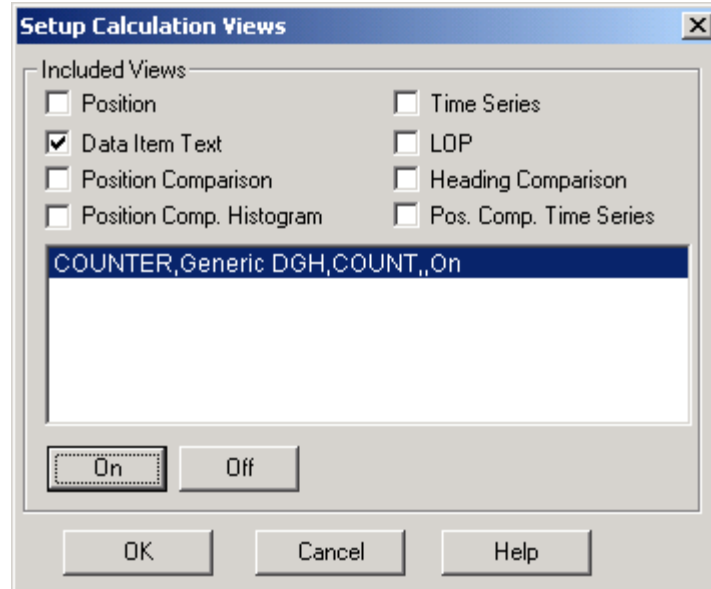 Setup Calculation Views
Included Views
Position
Time Series
Data Item Text
LOP
Position Comparison
Heading Comparison
Position Comp. Histogram
Pos. Comp. Time Series
COUNTER,Generic DGH,COUNT,,On
On
Off
OK
Cancel
Help